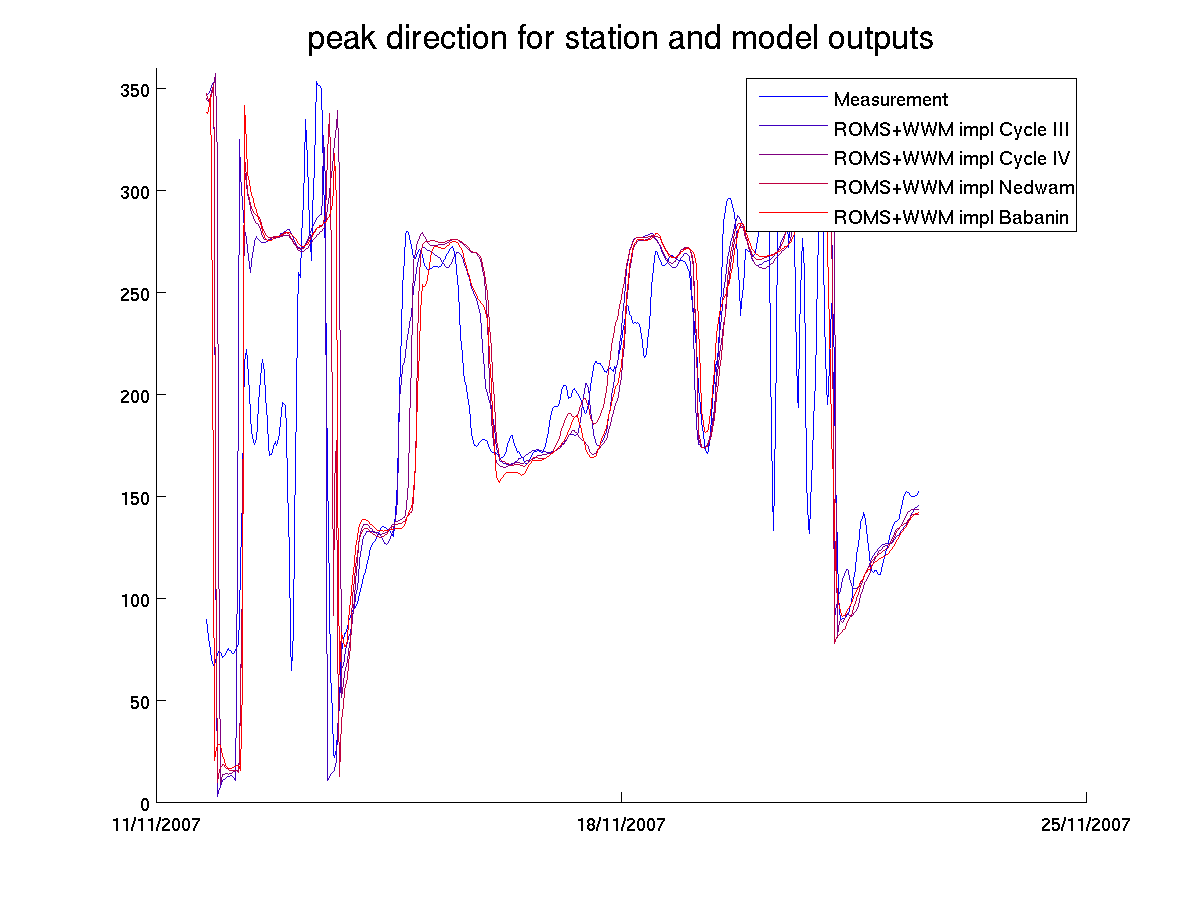 peak direction for station and model outputs
350
300
250
200
150
100
50
0
Measurement
ROMS+WWM impl Cycle III
ROMS+WWM impl Cycle IV
ROMS+WWM impl Nedwam
ROMS+WWM impl Babanin
11/11/2007
18/11/2007
25/11/2007